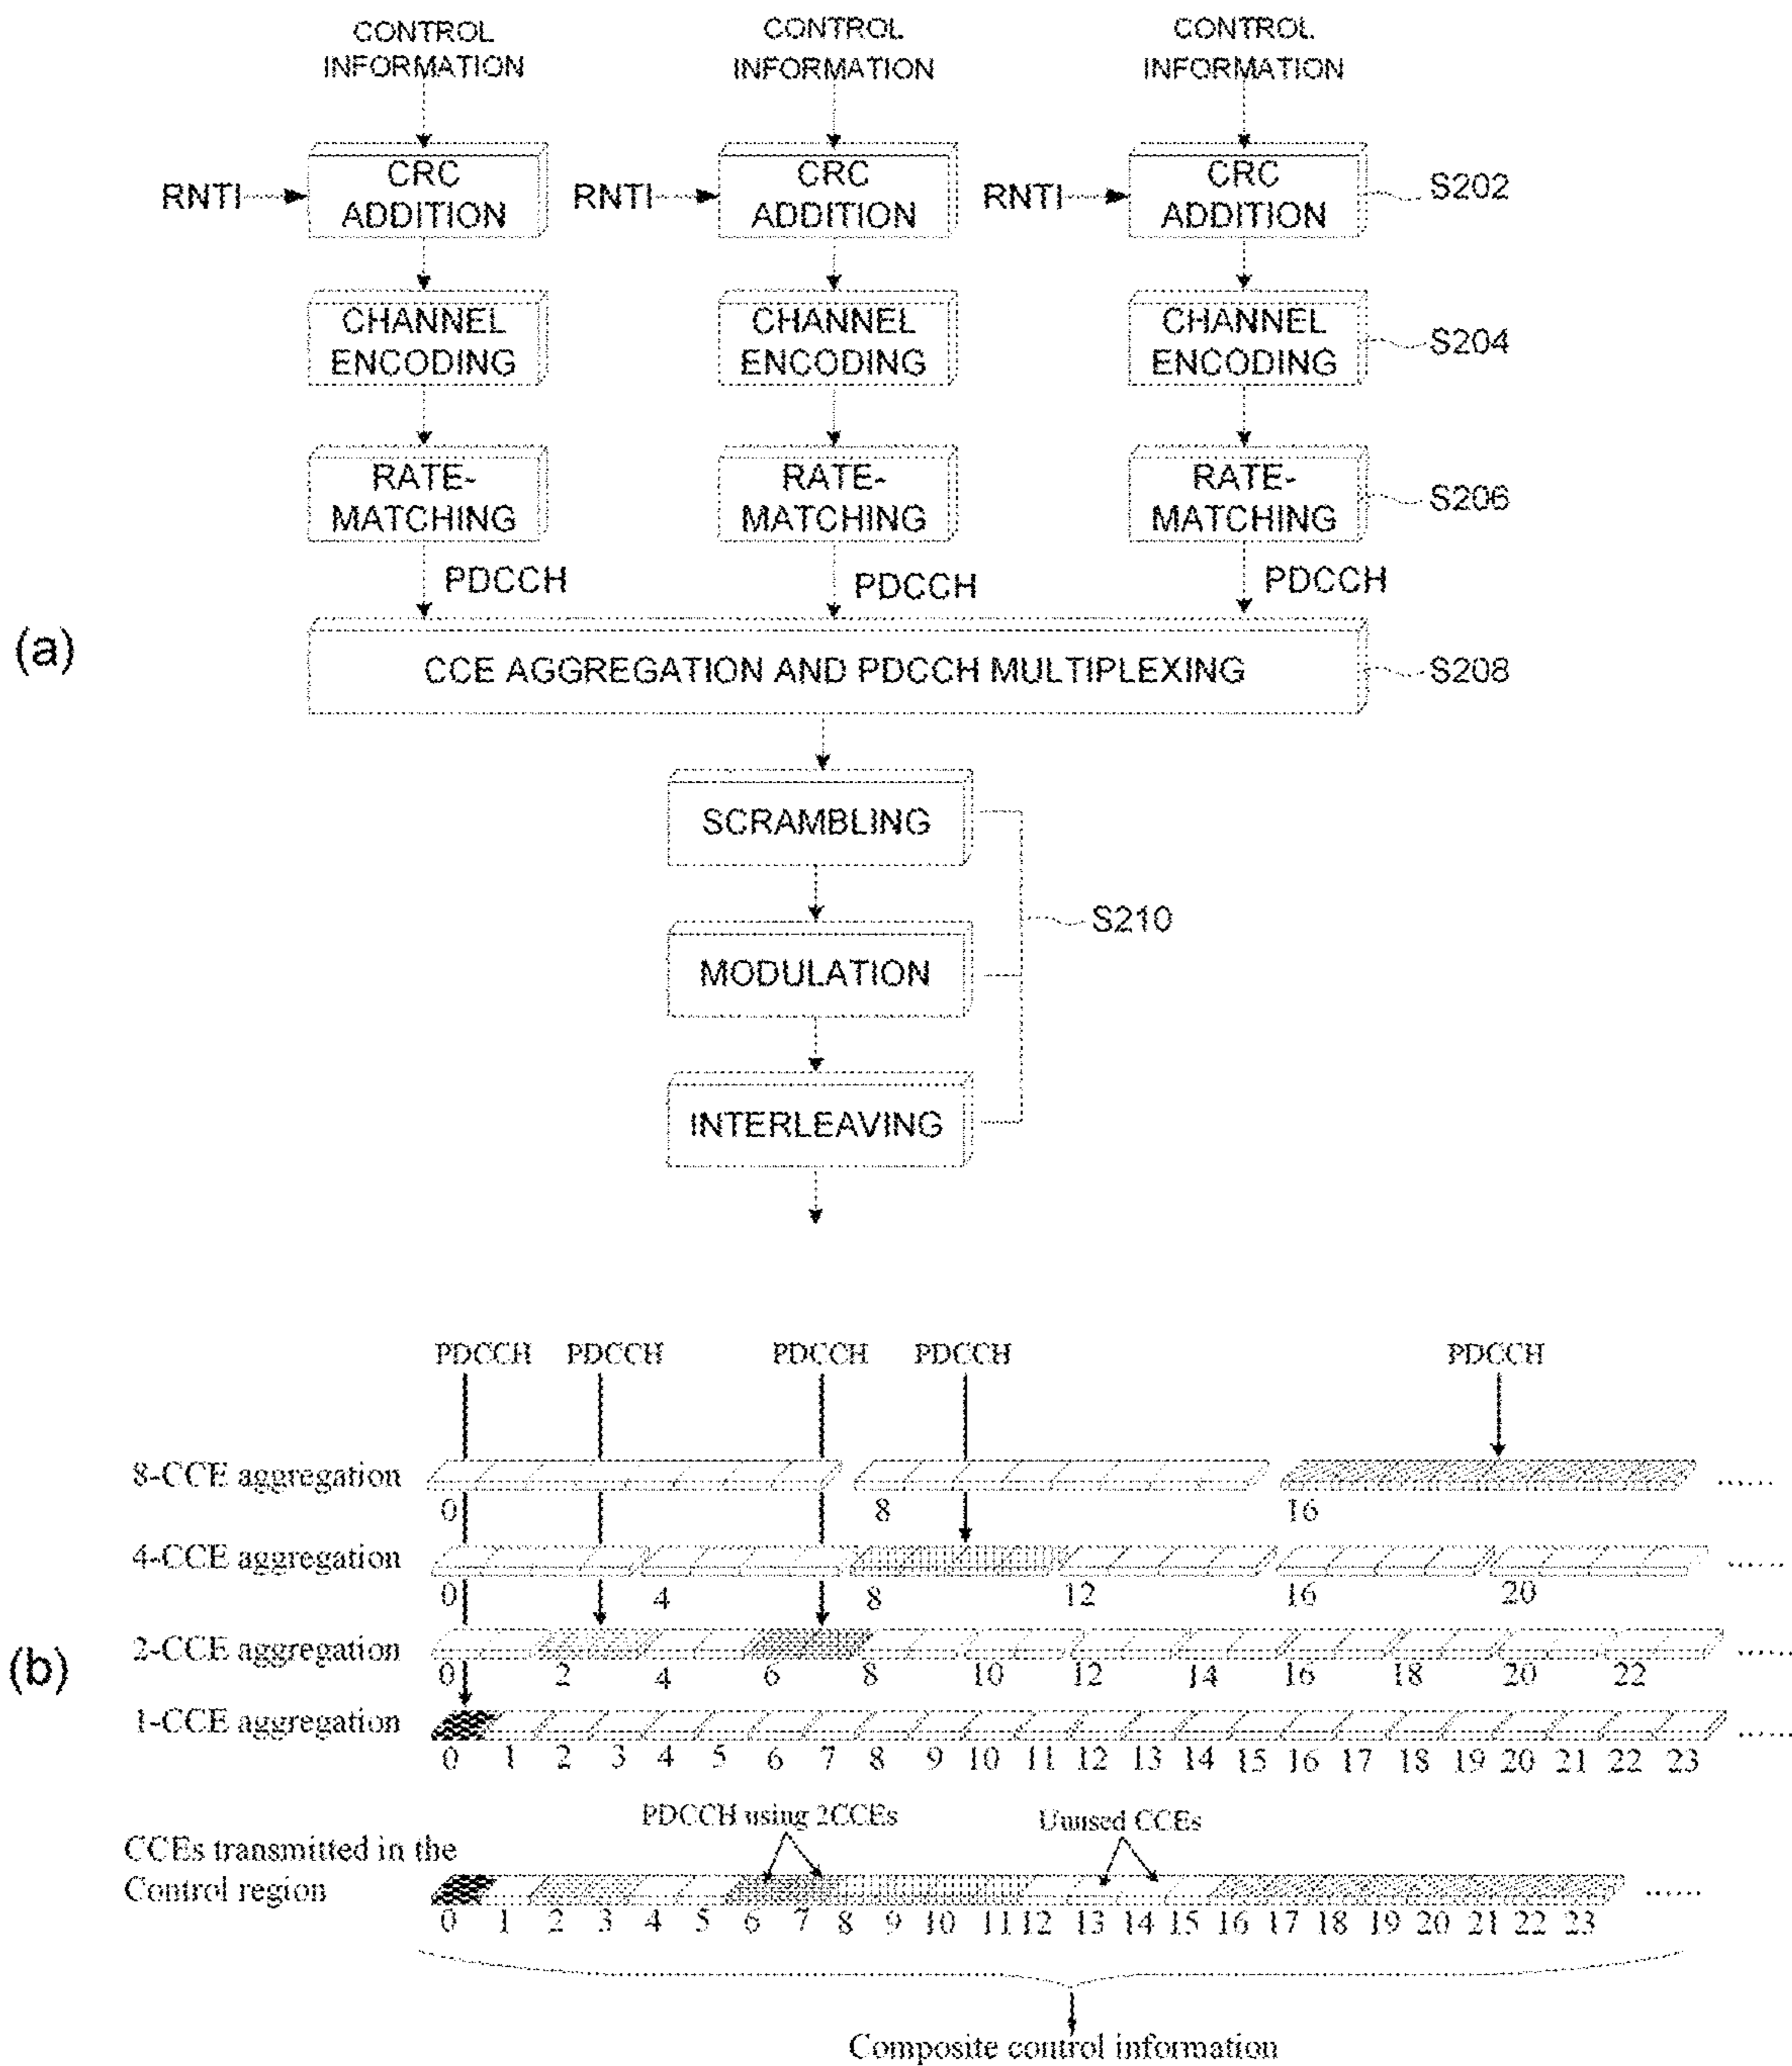 CONTROL INFORMATION
CONTROL INFORMATION
CONTROL INFORMATION
RNTI
CRC ADDITION
RNTI
CRC ADDITION
RNTI
CRC ADDITION
S202
CHANNEL ENCODING
CHANNEL ENCODING
CHANNEL ENCODING
S204
RATE-MATCHING
RATE-MATCHING
RATE-MATCHING
S206
PDCCH
PDCCH
PDCCH
(a)
CCE AGGREGATION AND PDCCH MULTIPLEXING
S208
SCRAMBLING
S210
MODULATION
INTERLEAVING
PDCCH PDCCH PDCCH PDCCH PDCCH
8-CCE aggregation
......
0 8 16
4-CCE aggregation
......
0 4 8 12 16 20
(b)
2-CCE aggregation
......
0 2 4 6 8 10 12 14 16 18 20 22
1-CCE aggregation
......
0 1 2 3 4 5 6 7 8 9 10 11 12 13 14 15 16 17 18 19 20 21 22 23
PDCCH using 2CCEs
Unused CCEs
CCEs transmitted in the
Control region
......
0 1 2 3 4 5 6 7 8 9 10 11 12 13 14 15 16 17 18 19 20 21 22 23
Composite control information